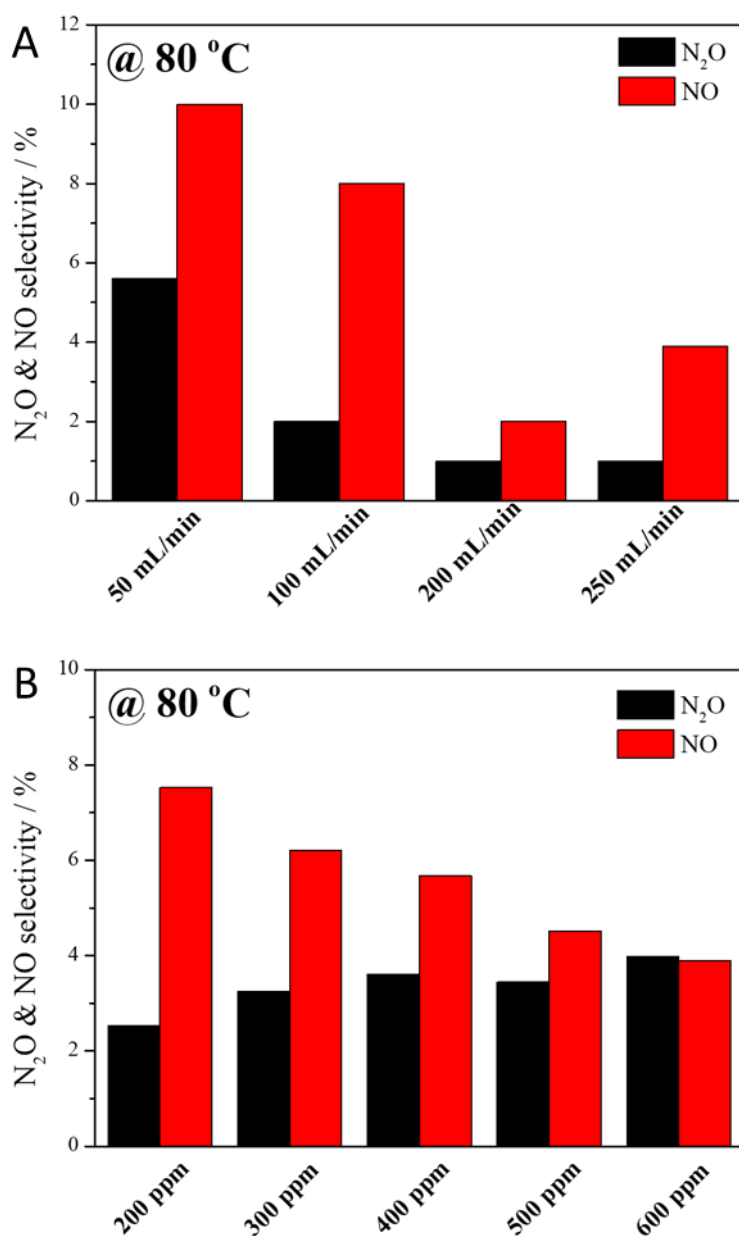 A
@ 80 °C
N₂O
NO
N₂O & NO selectivity / %
12
10
8
6
4
2
0
50 mL/min
100 mL/min
200 mL/min
250 mL/min
B
@ 80 °C
N₂O
NO
N₂O & NO selectivity / %
10
8
6
4
2
0
200 ppm
300 ppm
400 ppm
500 ppm
600 ppm